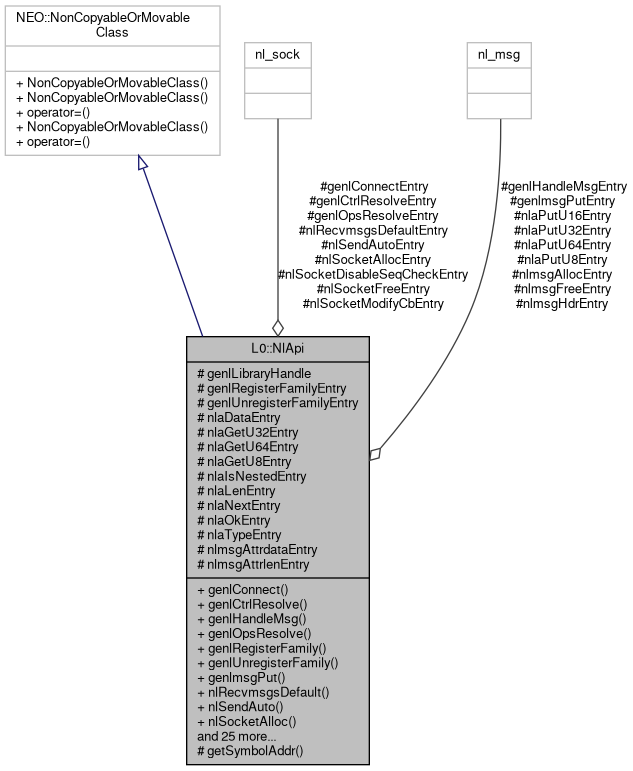 NEO::NonCopyableOrMovable
Class
+ NonCopyableOrMovableClass()
+ NonCopyableOrMovableClass()
+ operator=()
+ NonCopyableOrMovableClass()
+ operator=()
nl_sock
nl_msg
#genlConnectEntry
#genlCtrlResolveEntry
#genlOpsResolveEntry
#nlRecvmsgsDefaultEntry
#nlSendAutoEntry
#nlSocketAllocEntry
#nlSocketDisableSeqCheckEntry
#nlSocketFreeEntry
#nlSocketModifyCbEntry
#genlHandleMsgEntry
#genlmsgPutEntry
#nlaPutU16Entry
#nlaPutU32Entry
#nlaPutU64Entry
#nlaPutU8Entry
#nlmsgAllocEntry
#nlmsgFreeEntry
#nlmsgHdrEntry
L0::NlApi
# genlLibraryHandle
# genlRegisterFamilyEntry
# genlUnregisterFamilyEntry
# nlaDataEntry
# nlaGetU32Entry
# nlaGetU64Entry
# nlaGetU8Entry
# nlaIsNestedEntry
# nlaLenEntry
# nlaNextEntry
# nlaOkEntry
# nlaTypeEntry
# nlmsgAttrdataEntry
# nlmsgAttrlenEntry
+ genlConnect()
+ genlCtrlResolve()
+ genlHandleMsg()
+ genlOpsResolve()
+ genlRegisterFamily()
+ genlUnregisterFamily()
+ genlmsgPut()
+ nlRecvmsgsDefault()
+ nlSendAuto()
+ nlSocketAlloc()
and 25 more...
# getSymbolAddr()